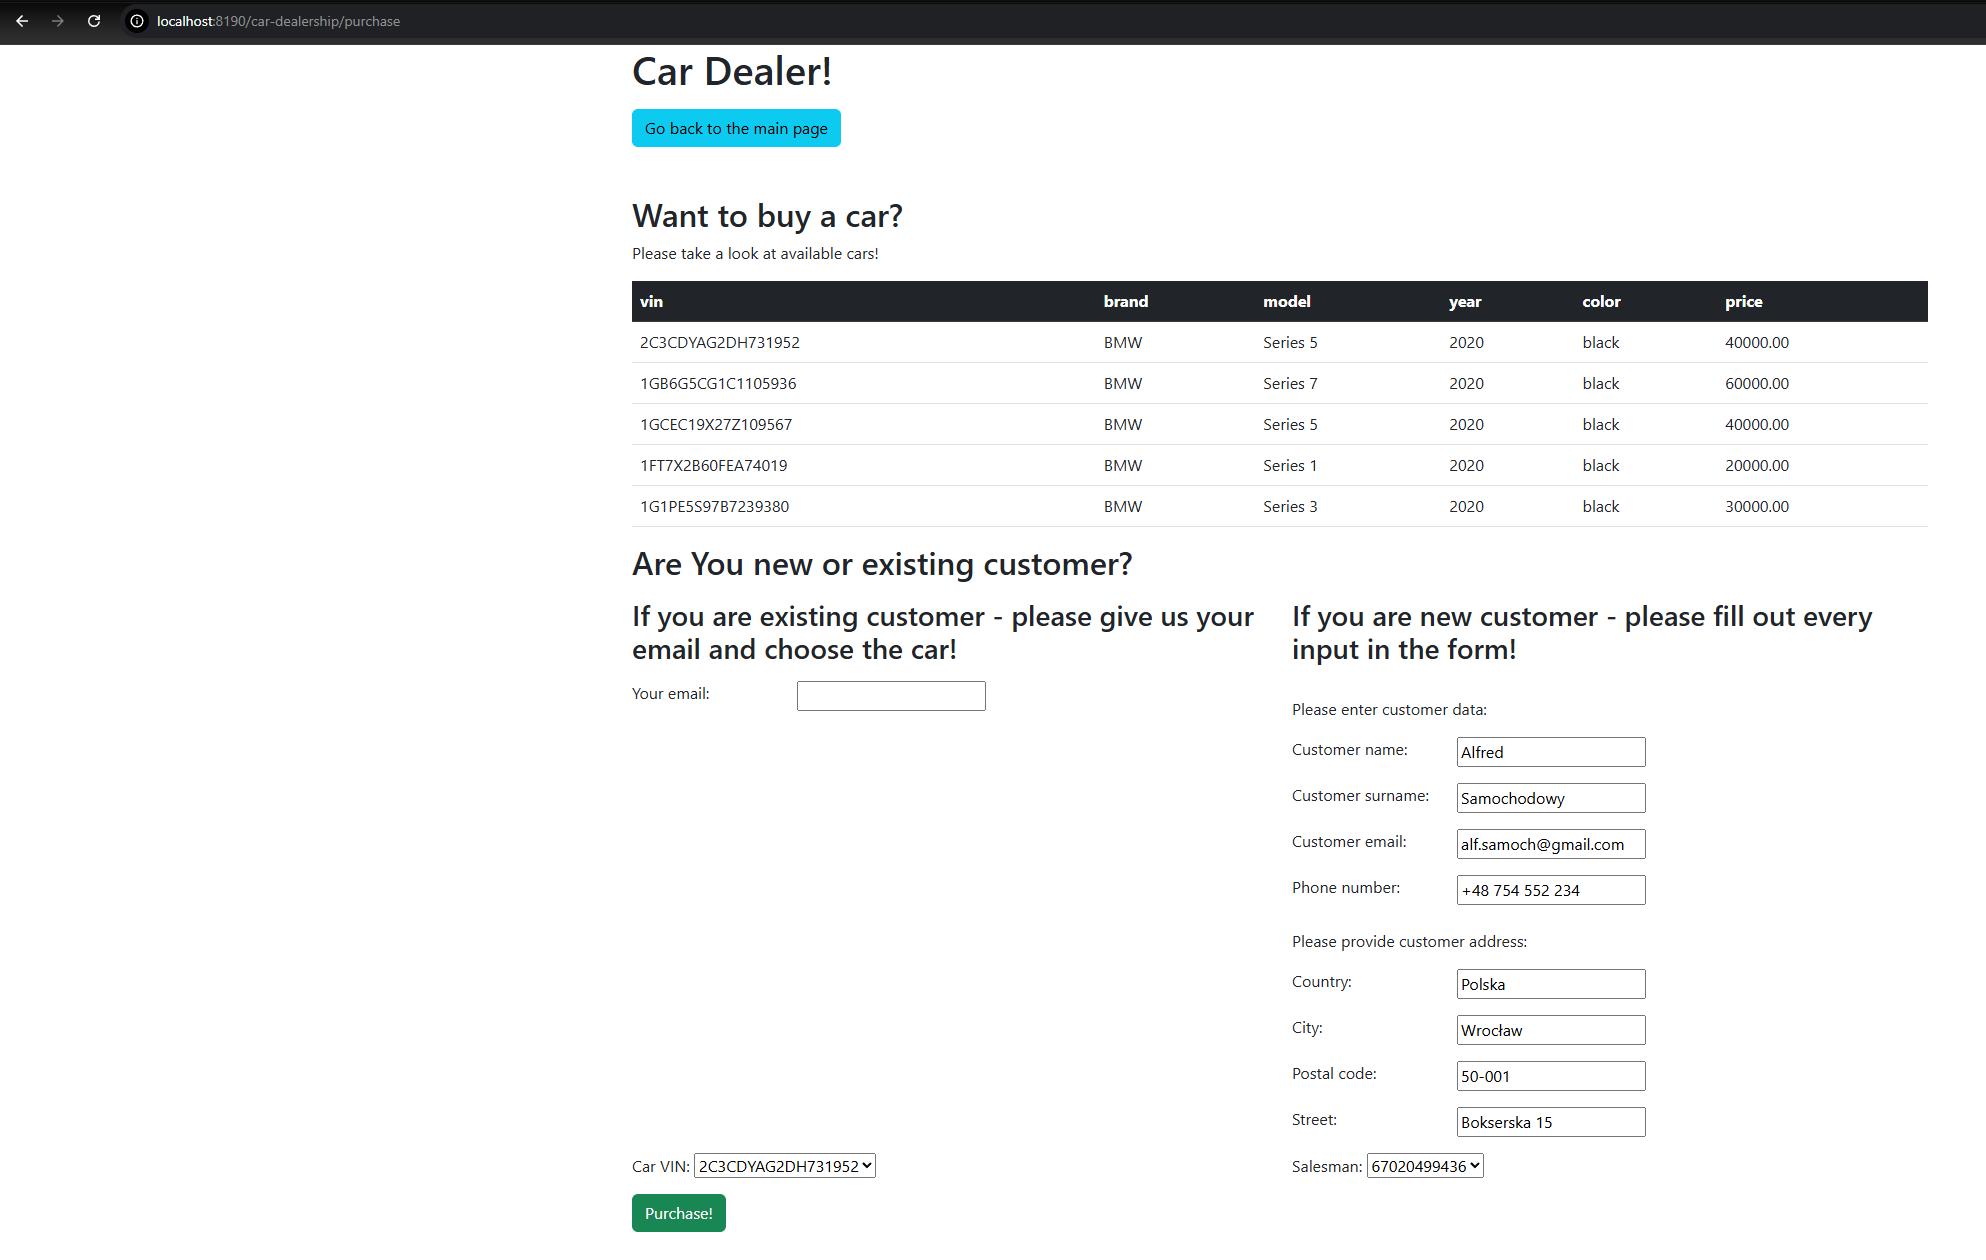 localhost:8190/car-dealership/purchase
Car Dealer!
Go back to the main page
Want to buy a car?
Please take a look at available cars!
vin brand model year color price
2C3CDYAG2DH731952 BMW Series 5 2020 black 40000.00
1GB6G5CG1C1105936 BMW Series 7 2020 black 60000.00
1GCEC19X27Z109567 BMW Series 5 2020 black 40000.00
1FT7X2B60FEA74019 BMW Series 1 2020 black 20000.00
1G1PE5S97B7239380 BMW Series 3 2020 black 30000.00
Are You new or existing customer?
If you are existing customer - please give us your
email and choose the car!
Your email:
If you are new customer - please fill out every
input in the form!
Please enter customer data:
Customer name: Alfred
Customer surname: Samochodowy
Customer email: alf.samoch@gmail.com
Phone number: +48 754 552 234
Please provide customer address:
Country: Polska
City: Wrocław
Postal code: 50-001
Street: Bokserska 15
Car VIN: 2C3CDYAG2DH731952
Salesman: 67020499436
Purchase!